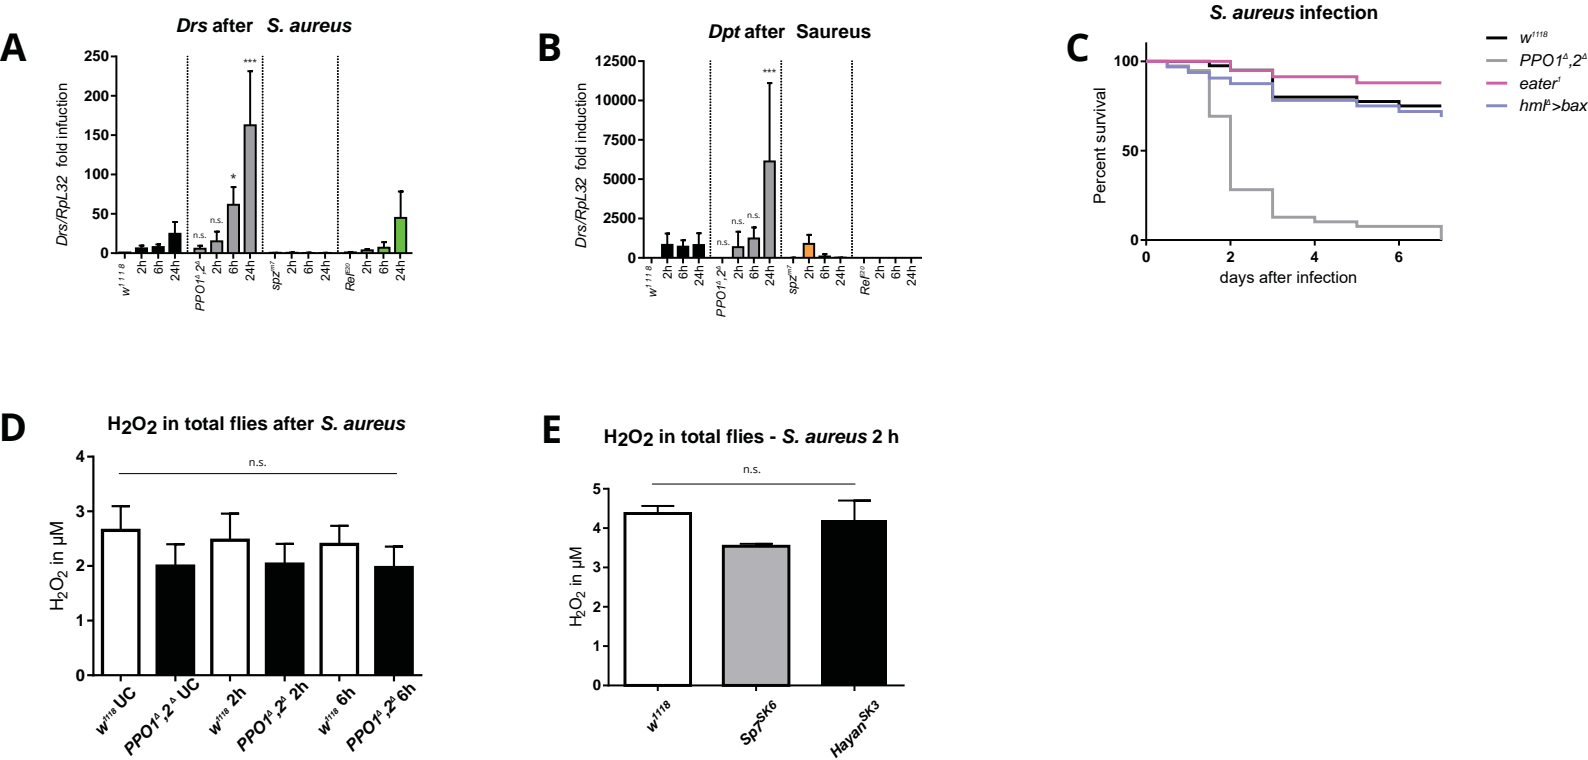 A
Drs after S. aureus
Drs/RpL32 fold infuction
250
200
150
100
50
0
n.s.
n.s.
*
***
w1118
2h
6h
24h
PPO1Δ,2Δ
2h
6h
24h
spzrm7
2h
6h
24h
RelE20
2h
6h
24h
B
Dpt after Saureus
Drs/RpL32 fold induction
12500
10000
7500
5000
2500
0
n.s.
n.s.
n.s.
***
w1118
2h
6h
24h
PPO1Δ,2Δ
2h
6h
24h
spzrm7
2h
6h
24h
RelE20
2h
6h
24h
C
S. aureus infection
Percent survival
100
50
0
0
2
4
6
days after infection
w1118
PPO1Δ,2Δ
eater1
hmlΔ>bax
D
H2O2 in total flies after S. aureus
H2O2 in µM
4
3
2
1
0
n.s.
w1118 UC
PPO1Δ,2Δ UC
w1118 2h
PPO1Δ,2Δ 2h
w1118 6h
PPO1Δ,2Δ 6h
E
H2O2 in total flies - S. aureus 2 h
H2O2 in µM
5
4
3
2
1
0
n.s.
w1118
Sp7SK6
HayanSK3